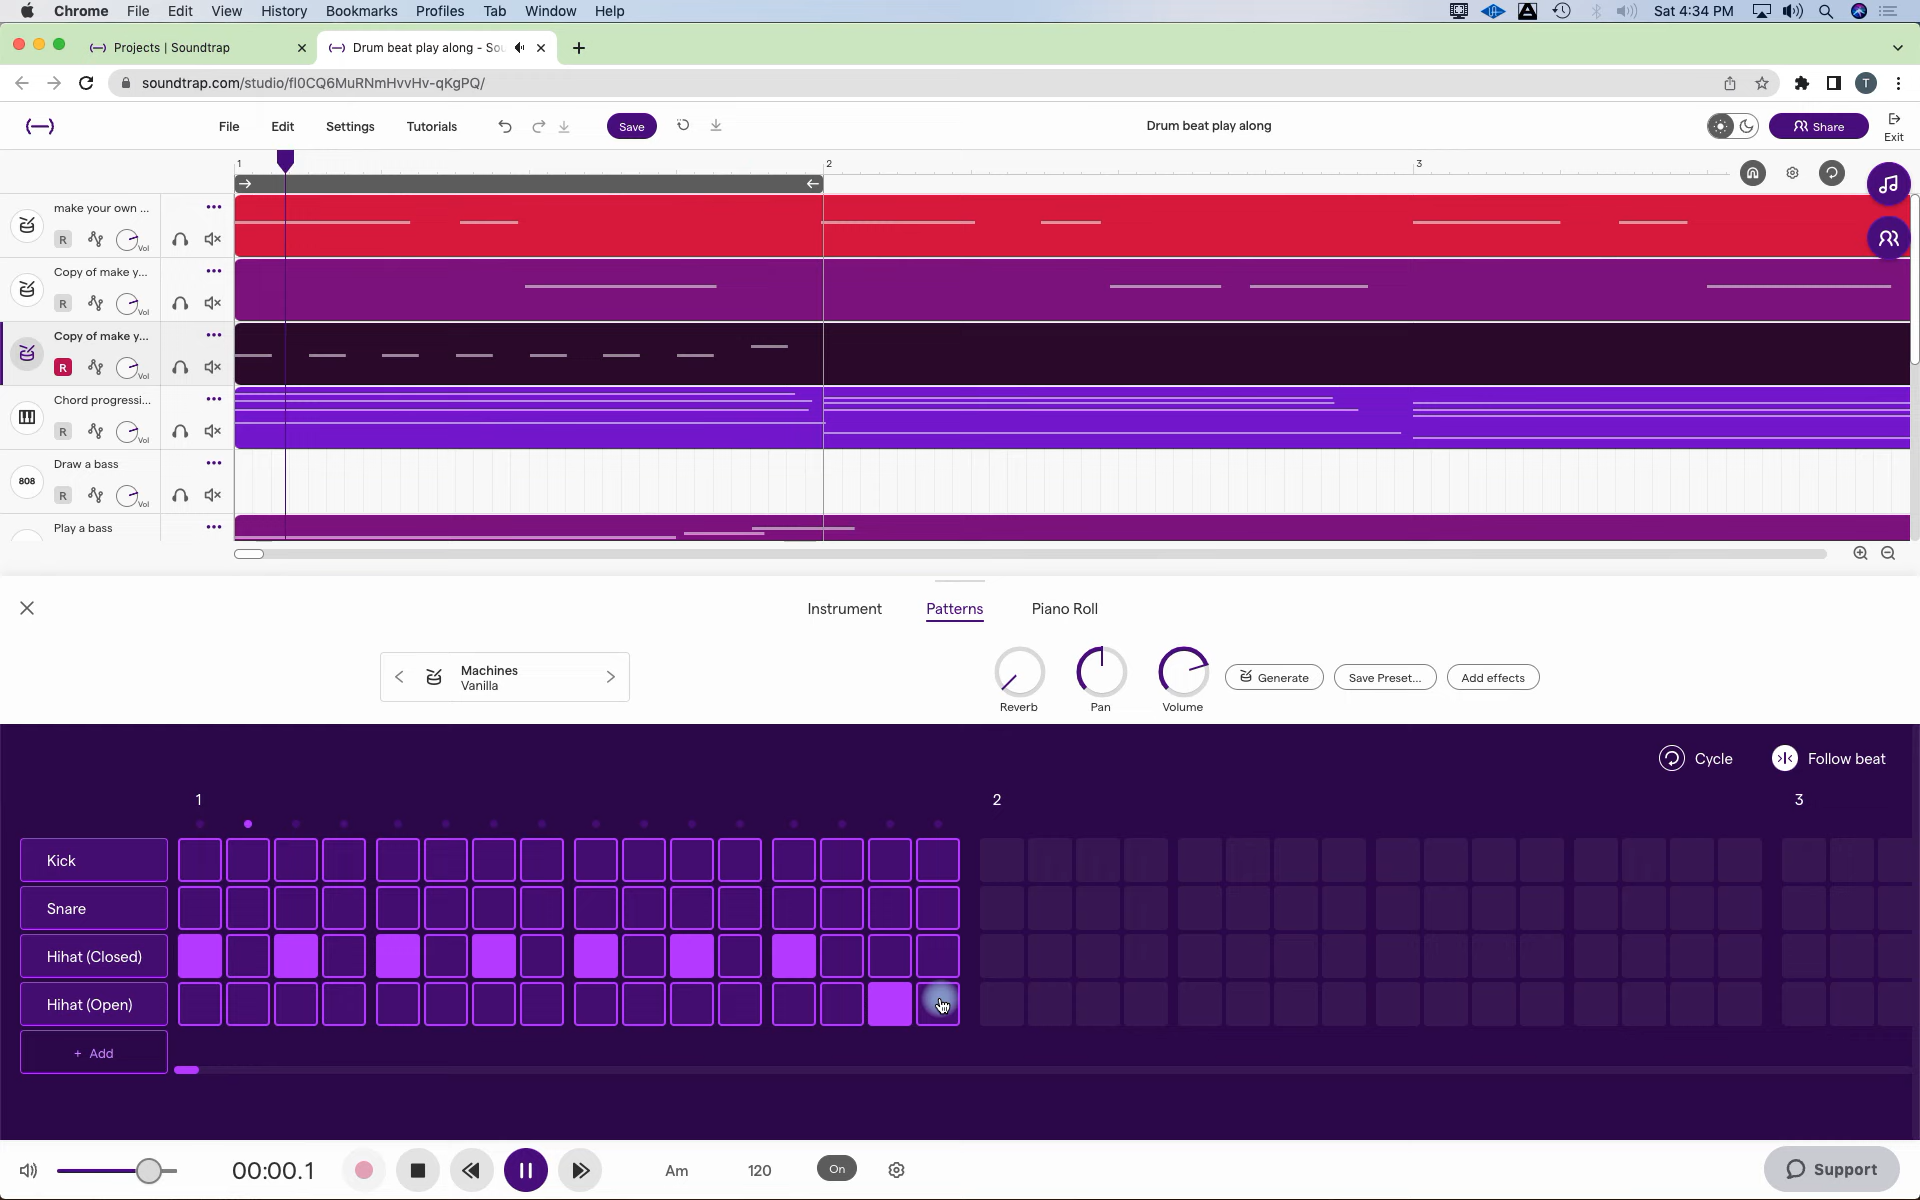 Chrome File Edit View History Bookmarks Profiles Tab Window Help Sat 4:34 PM
Projects | Soundtrap
Drum beat play along - Sou
soundtrap.com/studio/fI0CQ6MuRNmHvvHv-qKgPQ/
File Edit Settings Tutorials Save Drum beat play along Share Exit
1 2 3
make your own ...
R Vol
Copy of make y...
R Vol
Copy of make y...
R Vol
Chord progressi...
R Vol
Draw a bass
808 R Vol
Play a bass
Instrument Patterns Piano Roll
Machines
Vanilla
Reverb Pan Volume
Generate Save Preset... Add effects
Cycle Follow beat
1 2 3
Kick
Snare
Hihat (Closed)
Hihat (Open)
+ Add
00:00.1 Am 120 On Support